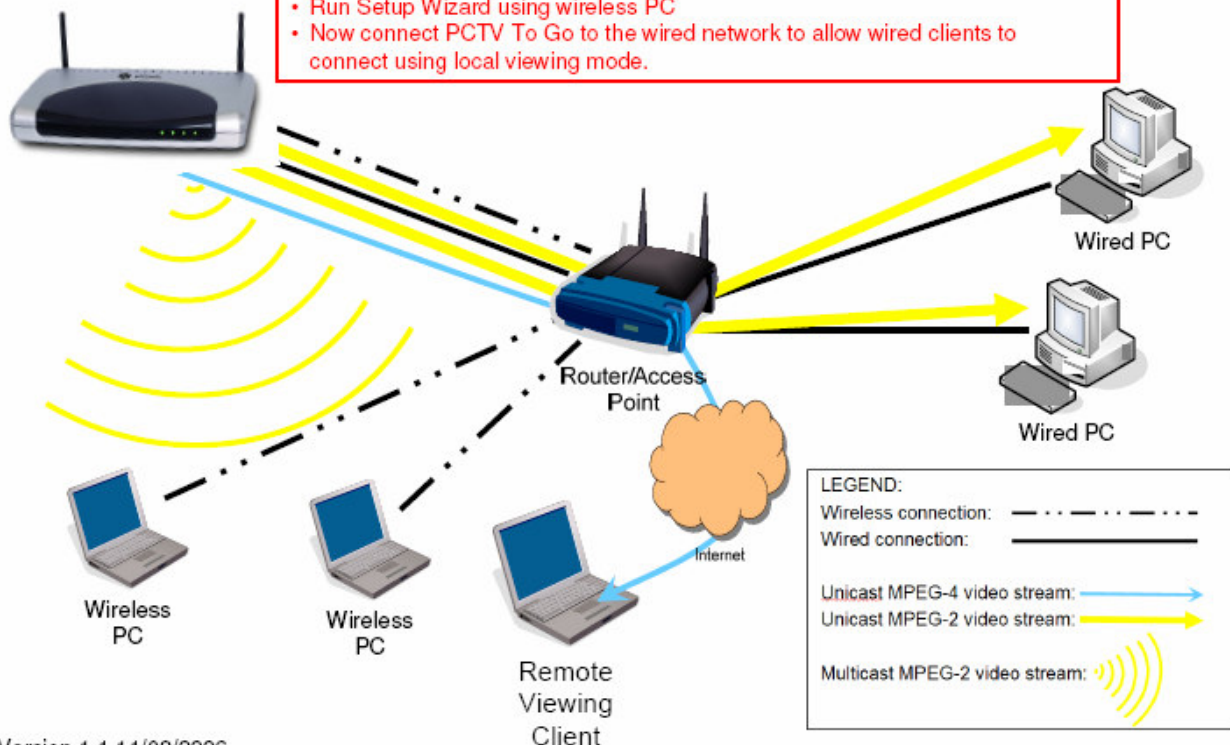 • Run Setup Wizard using wireless PC
• Now connect PCTV To Go to the wired network to allow wired clients to
connect using local viewing mode.
Wired PC
Router/Access
Point
Wired PC
Internet
Wireless
PC
Wireless
PC
Remote
Viewing
Client
LEGEND:
Wireless connection:
Wired connection:
Unicast MPEG-4 video stream:
Unicast MPEG-2 video stream:
Multicast MPEG-2 video stream:
Version 1.1